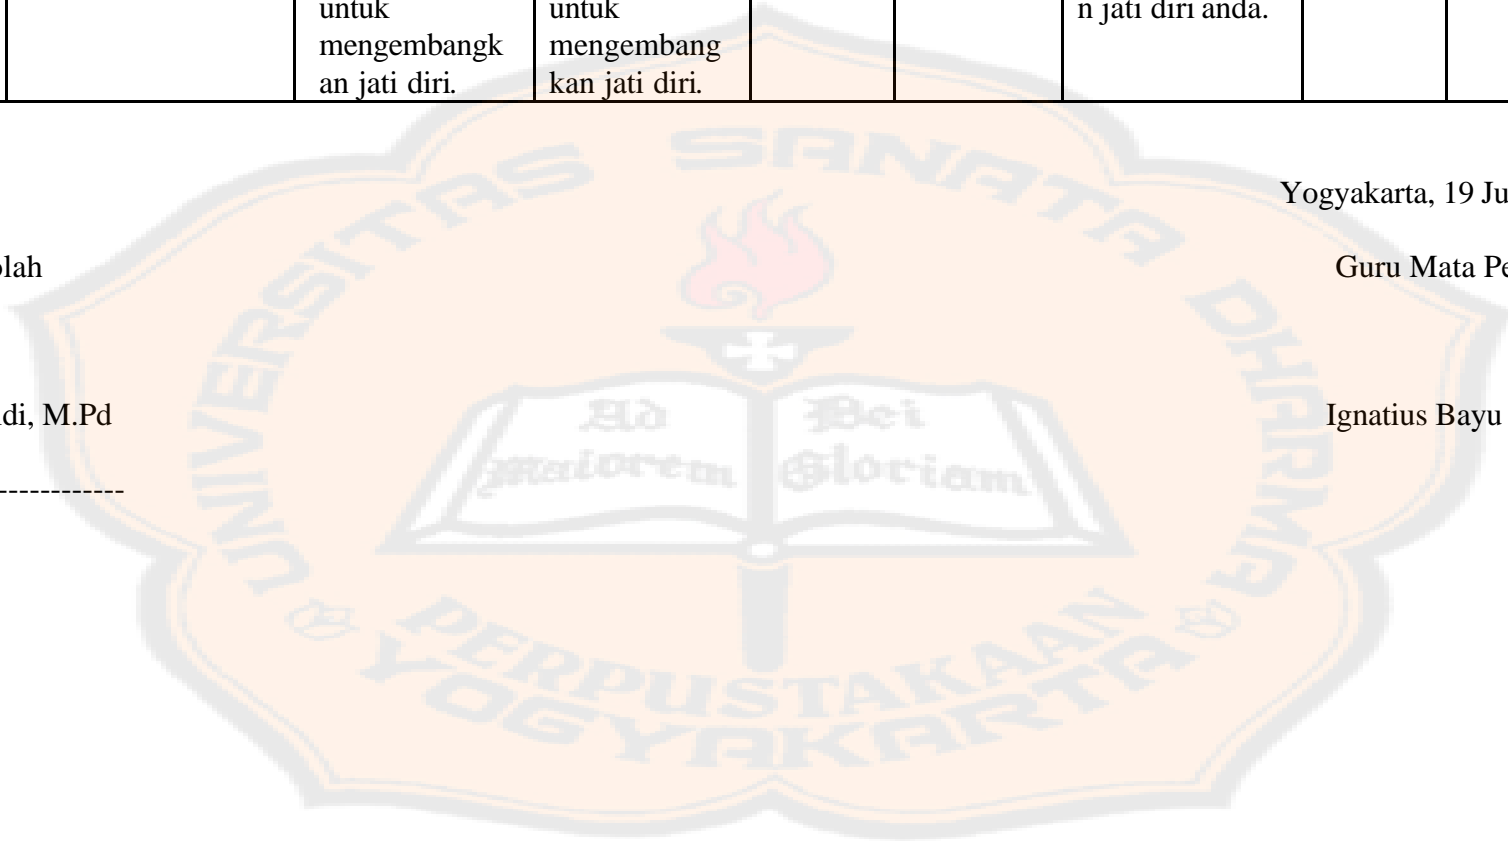 untuk
mengembangk
an jati diri.
untuk
mengembang
kan jati diri.
n jati diri anda.
Yogyakarta, 19 Ju
olah
Guru Mata Pe
di, M.Pd
Ignatius Bayu
------------
UNIVERSITAS SANATA DHARMA
Ad
Maiorem
Dei
Gloriam
PERPUSTAKAAN
YOGYAKARTA